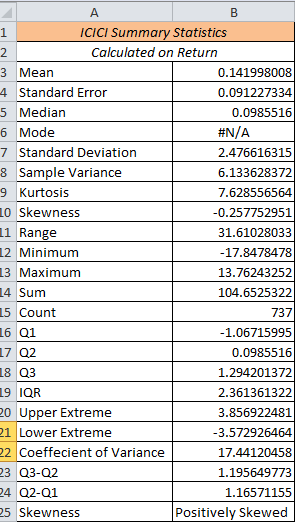 A B
1 ICICI Summary Statistics
2 Calculated on Return
3 Mean 0.141998008
4 Standard Error 0.091227334
5 Median 0.0985516
6 Mode #N/A
7 Standard Deviation 2.476616315
8 Sample Variance 6.133628372
9 Kurtosis 7.628556564
10 Skewness -0.257752951
11 Range 31.61028033
12 Minimum -17.8478478
13 Maximum 13.76243252
14 Sum 104.6525322
15 Count 737
16 Q1 -1.06715995
17 Q2 0.0985516
18 Q3 1.294201372
19 IQR 2.361361322
20 Upper Extreme 3.856922481
21 Lower Extreme -3.572926464
22 Coeffecient of Variance 17.44120458
23 Q3-Q2 1.195649773
24 Q2-Q1 1.16571155
25 Skewness Positively Skewed